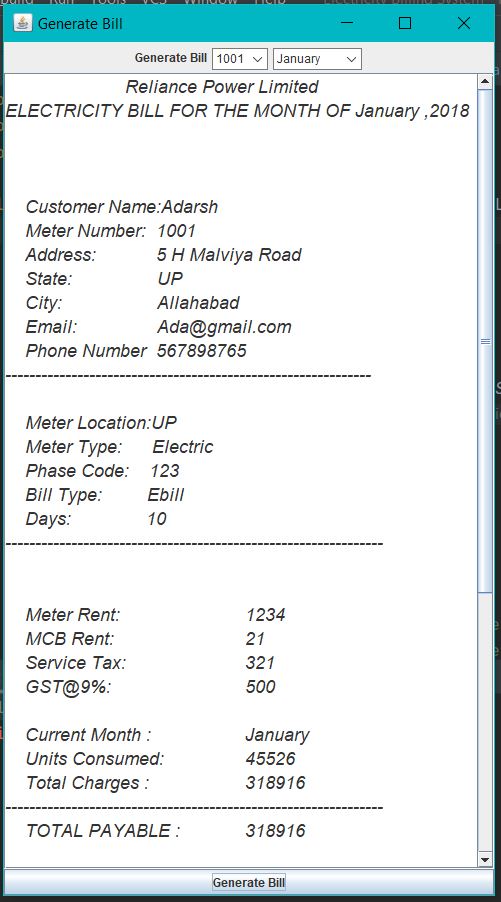 Generate Bill
Generate Bill 1001 January
Reliance Power Limited
ELECTRICITY BILL FOR THE MONTH OF January ,2018
Customer Name:Adarsh
Meter Number: 1001
Address: 5 H Malviya Road
State: UP
City: Allahabad
Email: Ada@gmail.com
Phone Number 567898765
---------------------------------------------------------------
Meter Location:UP
Meter Type: Electric
Phase Code: 123
Bill Type: Ebill
Days: 10
-----------------------------------------------------------------
Meter Rent: 1234
MCB Rent: 21
Service Tax: 321
GST@9%: 500
Current Month : January
Units Consumed: 45526
Total Charges : 318916
-----------------------------------------------------------------
TOTAL PAYABLE : 318916
Generate Bill